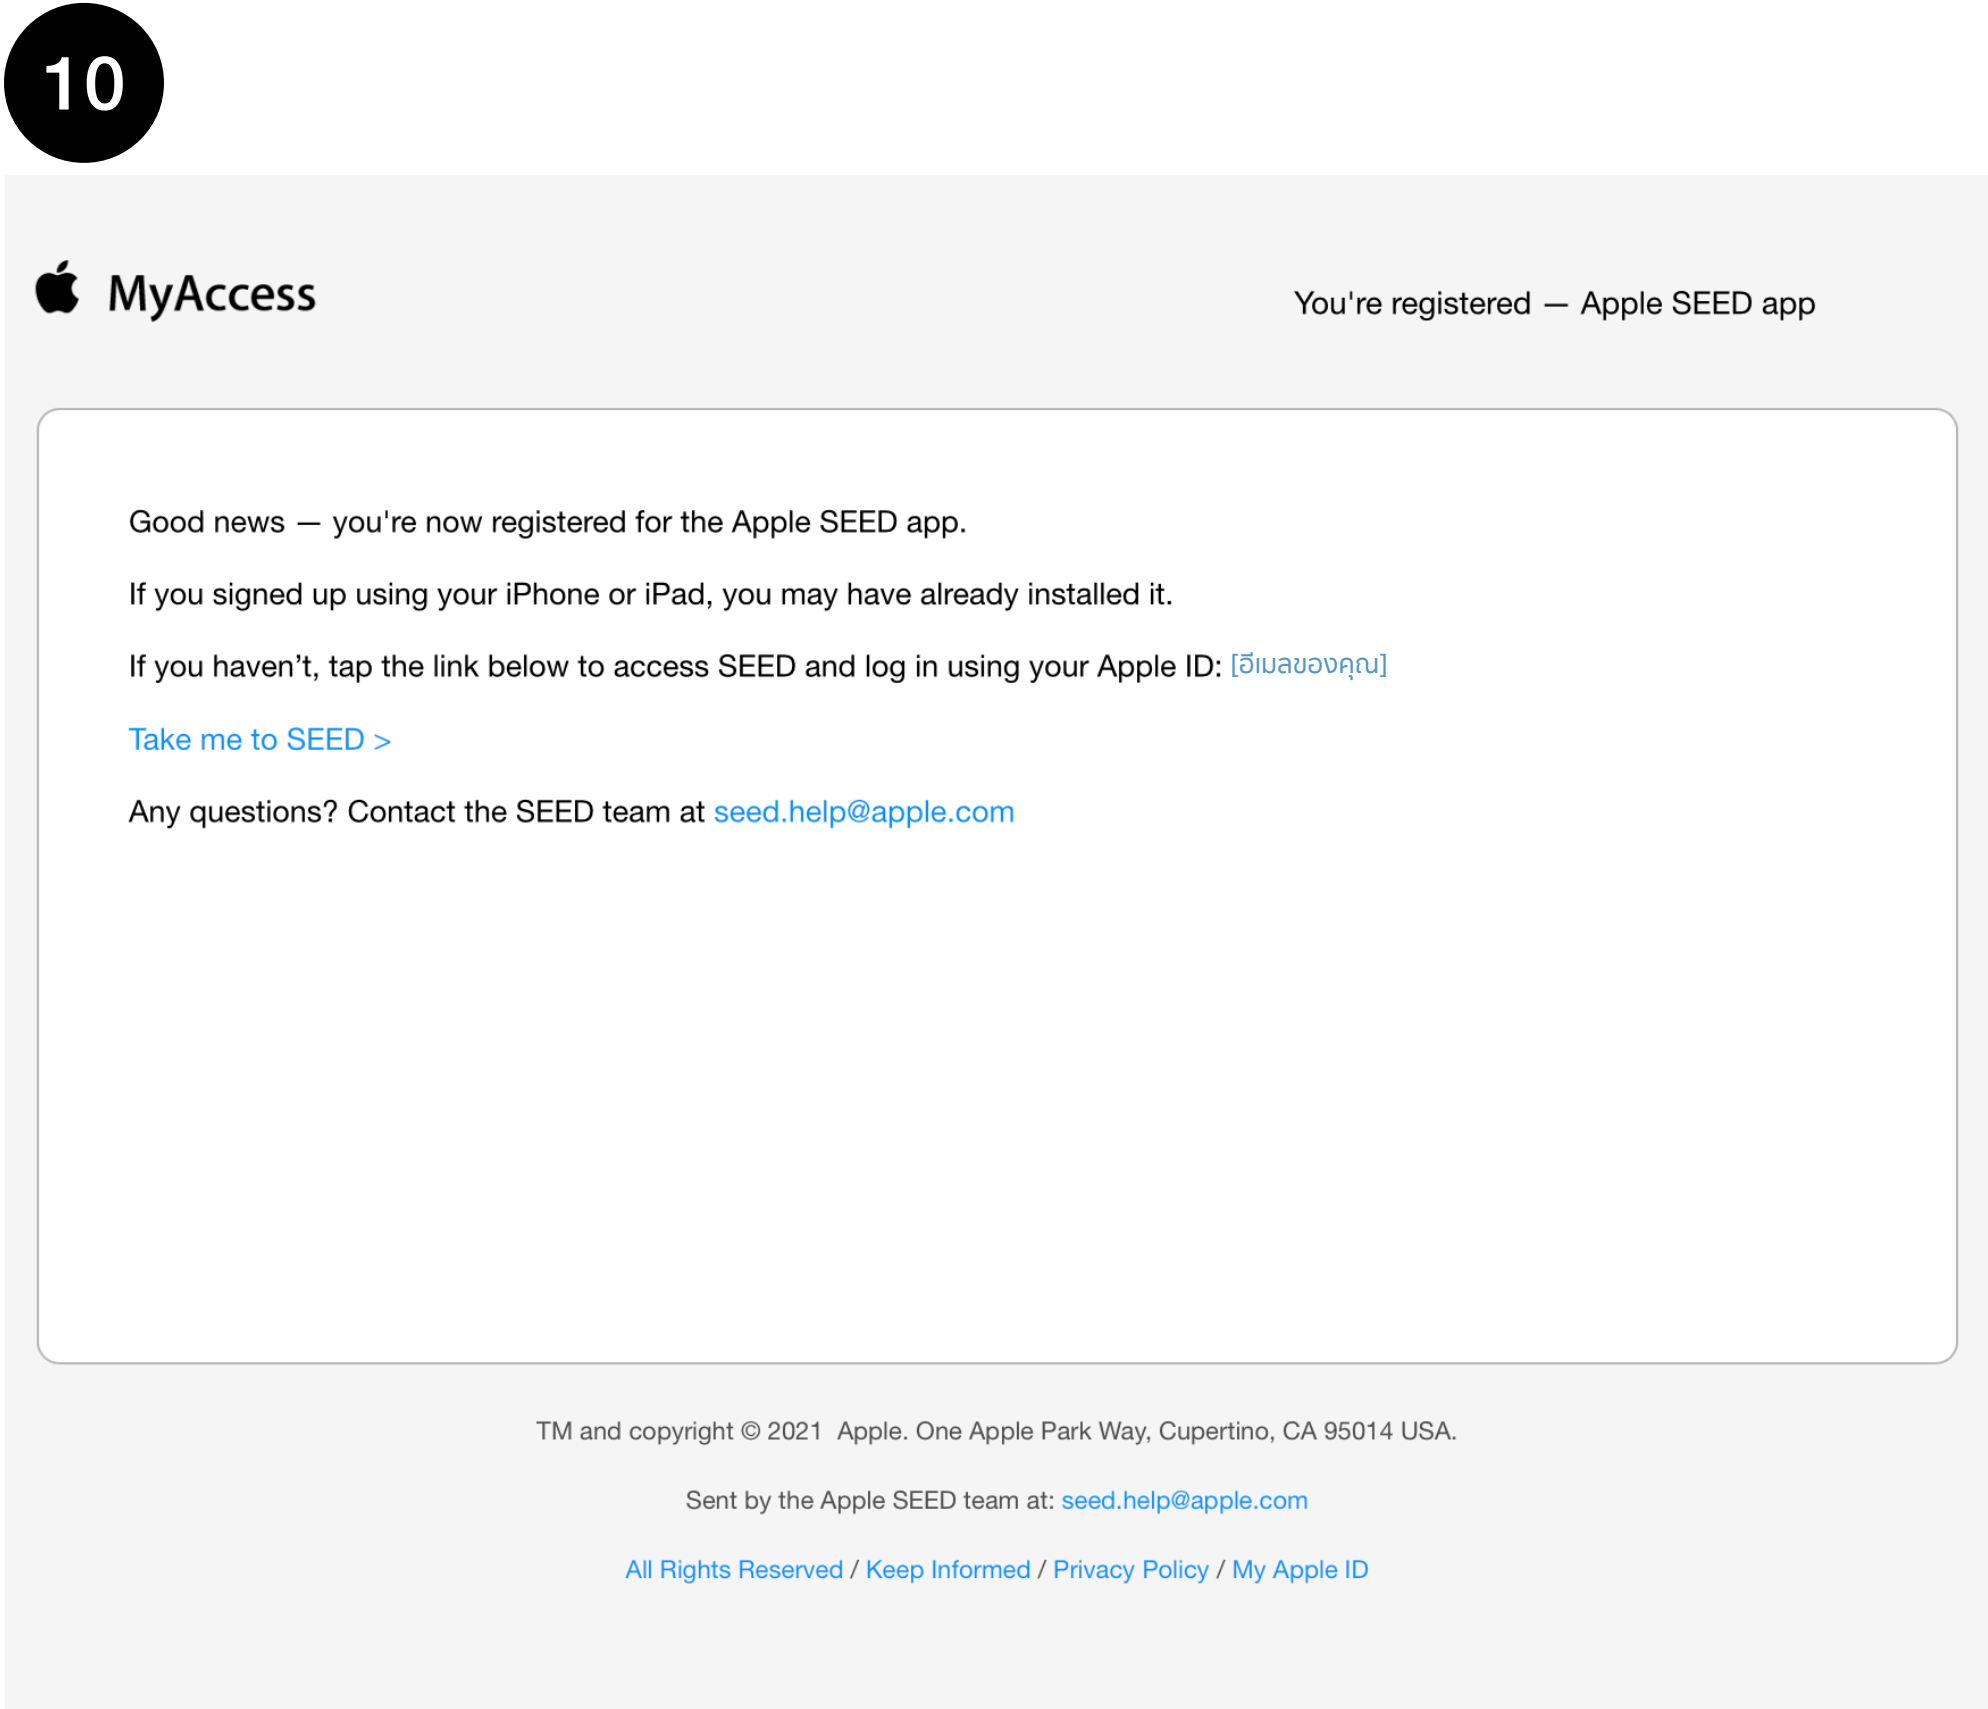 10
MyAccess
You're registered — Apple SEED app
Good news — you're now registered for the Apple SEED app.
If you signed up using your iPhone or iPad, you may have already installed it.
If you haven’t, tap the link below to access SEED and log in using your Apple ID: [อีเมลของคุณ]
Take me to SEED >
Any questions? Contact the SEED team at seed.help@apple.com
TM and copyright © 2021  Apple. One Apple Park Way, Cupertino, CA 95014 USA.
Sent by the Apple SEED team at: seed.help@apple.com
All Rights Reserved / Keep Informed / Privacy Policy / My Apple ID